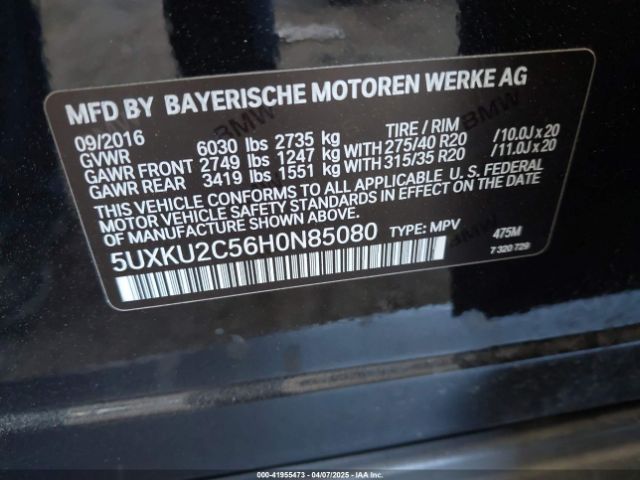 MFD BY BAYERISCHE MOTOREN WERKE AG
09/2016 TIRE / RIM
GVWR 6030 lbs 2735 kg
GAWR FRONT 2749 lbs 1247 kg WITH 275/40 R20 /10.0J x 20
GAWR REAR 3419 lbs 1551 kg WITH 315/35 R20 /11.0J x 20
THIS VEHICLE CONFORMS TO ALL APPLICABLE U. S. FEDERAL
MOTOR VEHICLE SAFETY STANDARDS IN EFFECT ON THE DATE
OF MANUFACTURE SHOWN ABOVE.
5UXKU2C56H0N85080 TYPE: MPV 475M
7 320 729
000-41955473 04/07/2025 IAAI.COM